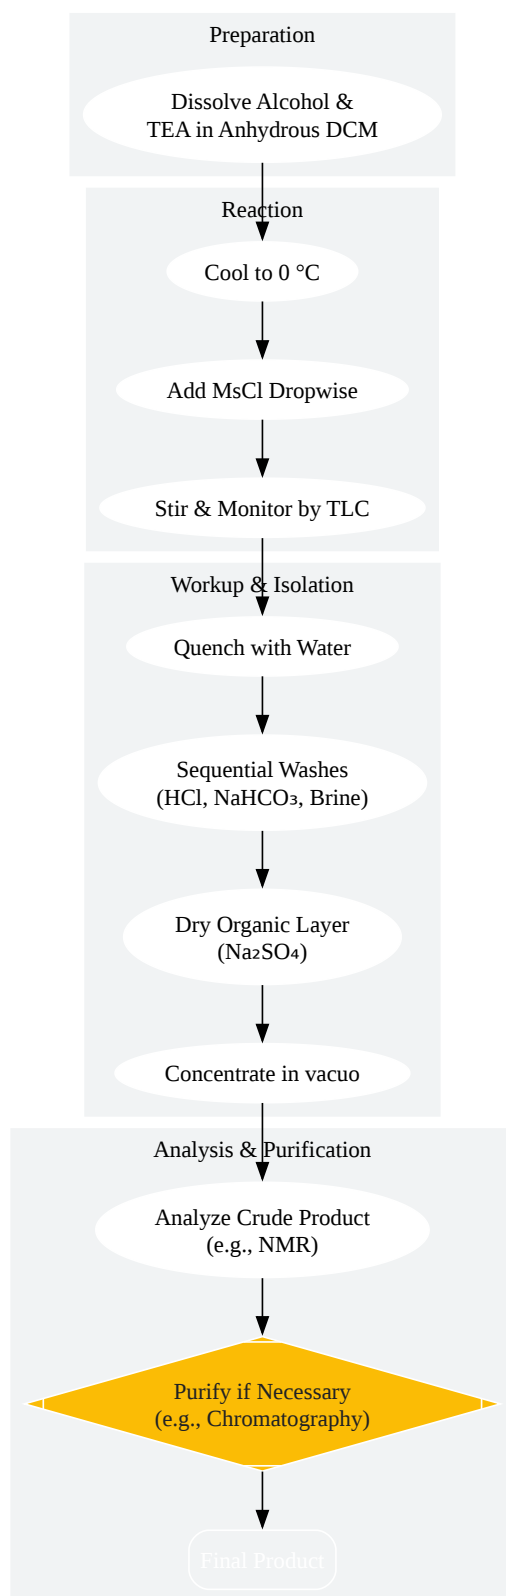 Preparation
Dissolve Alcohol &
TEA in Anhydrous DCM
Reaction
Cool to 0 °C
Add MsCl Dropwise
Stir & Monitor by TLC
Workup & Isolation
Quench with Water
Sequential Washes
(HCl, NaHCO₃, Brine)
Dry Organic Layer
(Na₂SO₄)
Concentrate in vacuo
Analysis & Purification
Analyze Crude Product
(e.g., NMR)
Purify if Necessary
(e.g., Chromatography)
Final Product